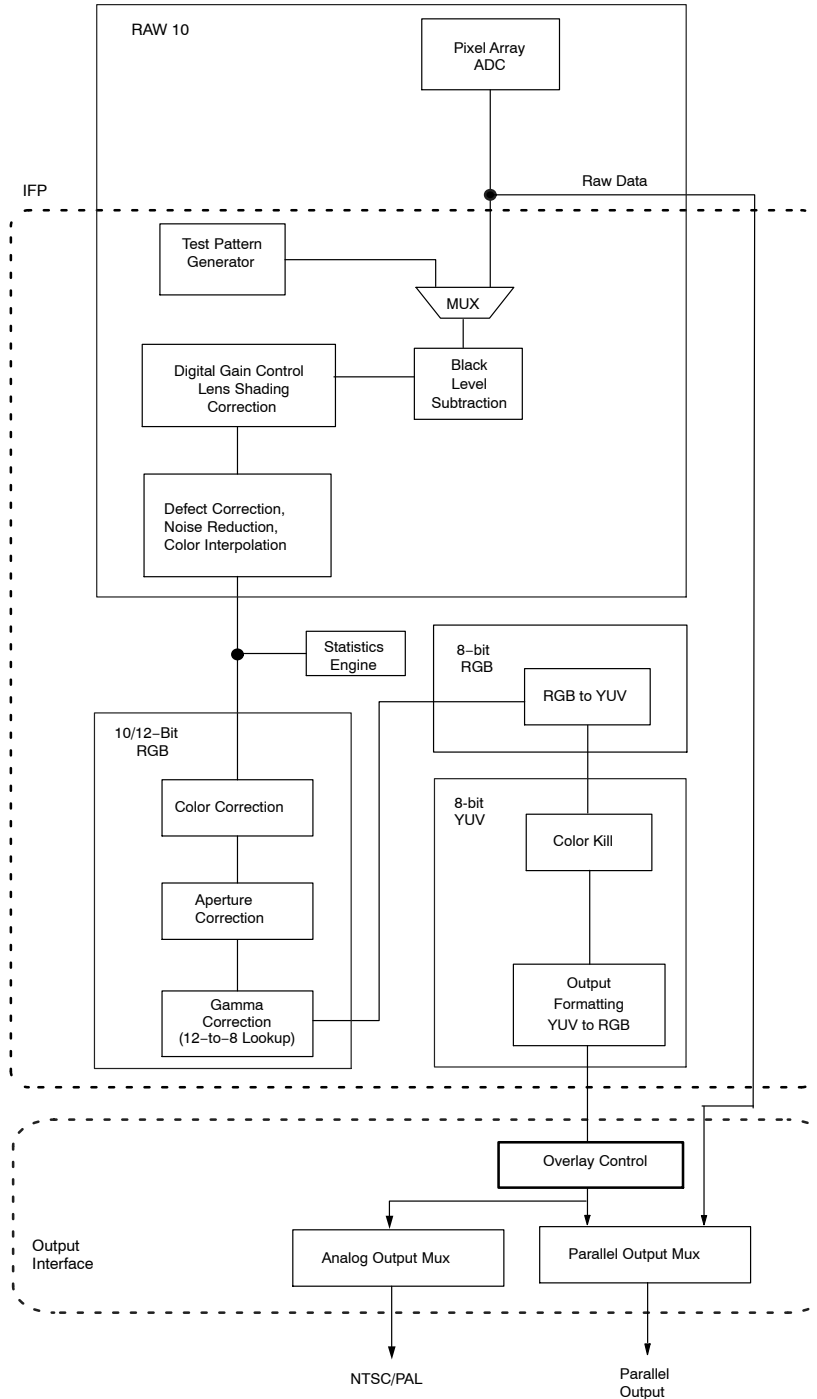 RAW 10
Pixel Array
ADC
Raw Data
IFP
Test Pattern
Generator
MUX
Black
Level
Subtraction
Digital Gain Control
Lens Shading
Correction
Defect Correction,
Noise Reduction,
Color Interpolation
Statistics
Engine
8−bit
RGB
RGB to YUV
10/12−Bit
RGB
Color Correction
Aperture
Correction
Gamma
Correction
(12−to−8 Lookup)
8-bit
YUV
Color Kill
Output
Formatting
YUV to RGB
Overlay Control
Output
Interface
Analog Output Mux
Parallel Output Mux
NTSC/PAL
Parallel
Output